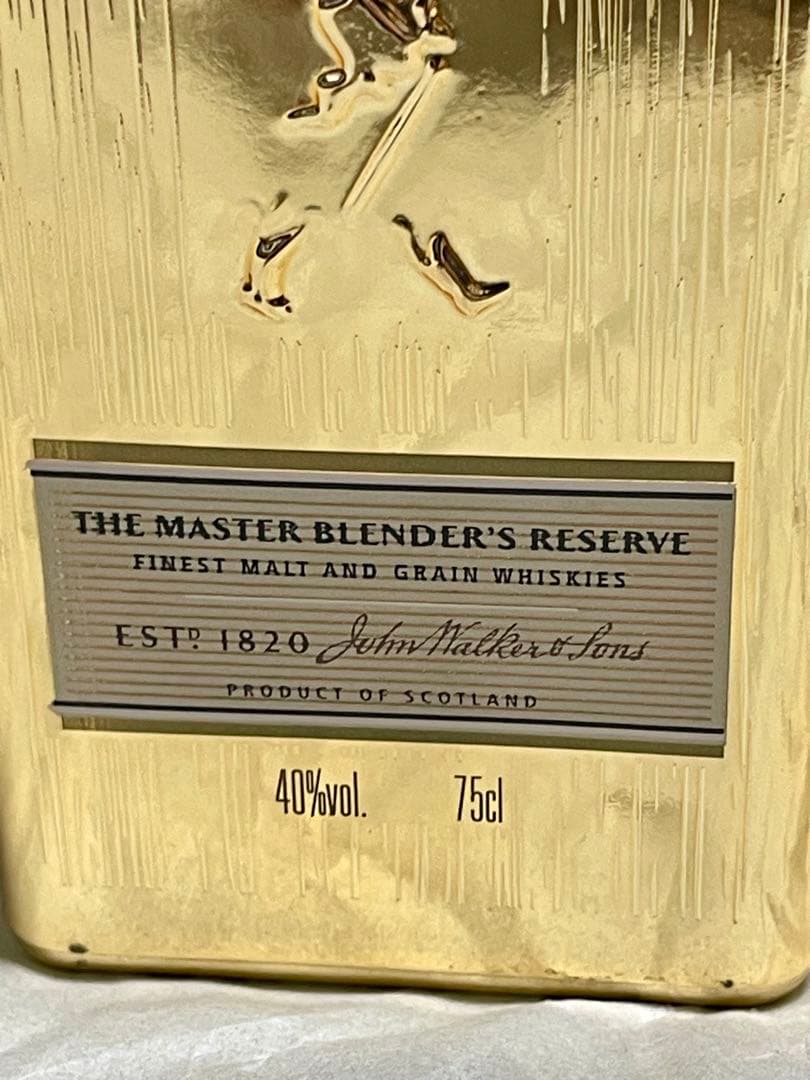 THE MASTER BLENDER'S RESERVE
FINEST MALT AND GRAIN WHISKIES
ESTD. 1820 John Walker & Sons
PRODUCT OF SCOTLAND
40%vol. 75cl